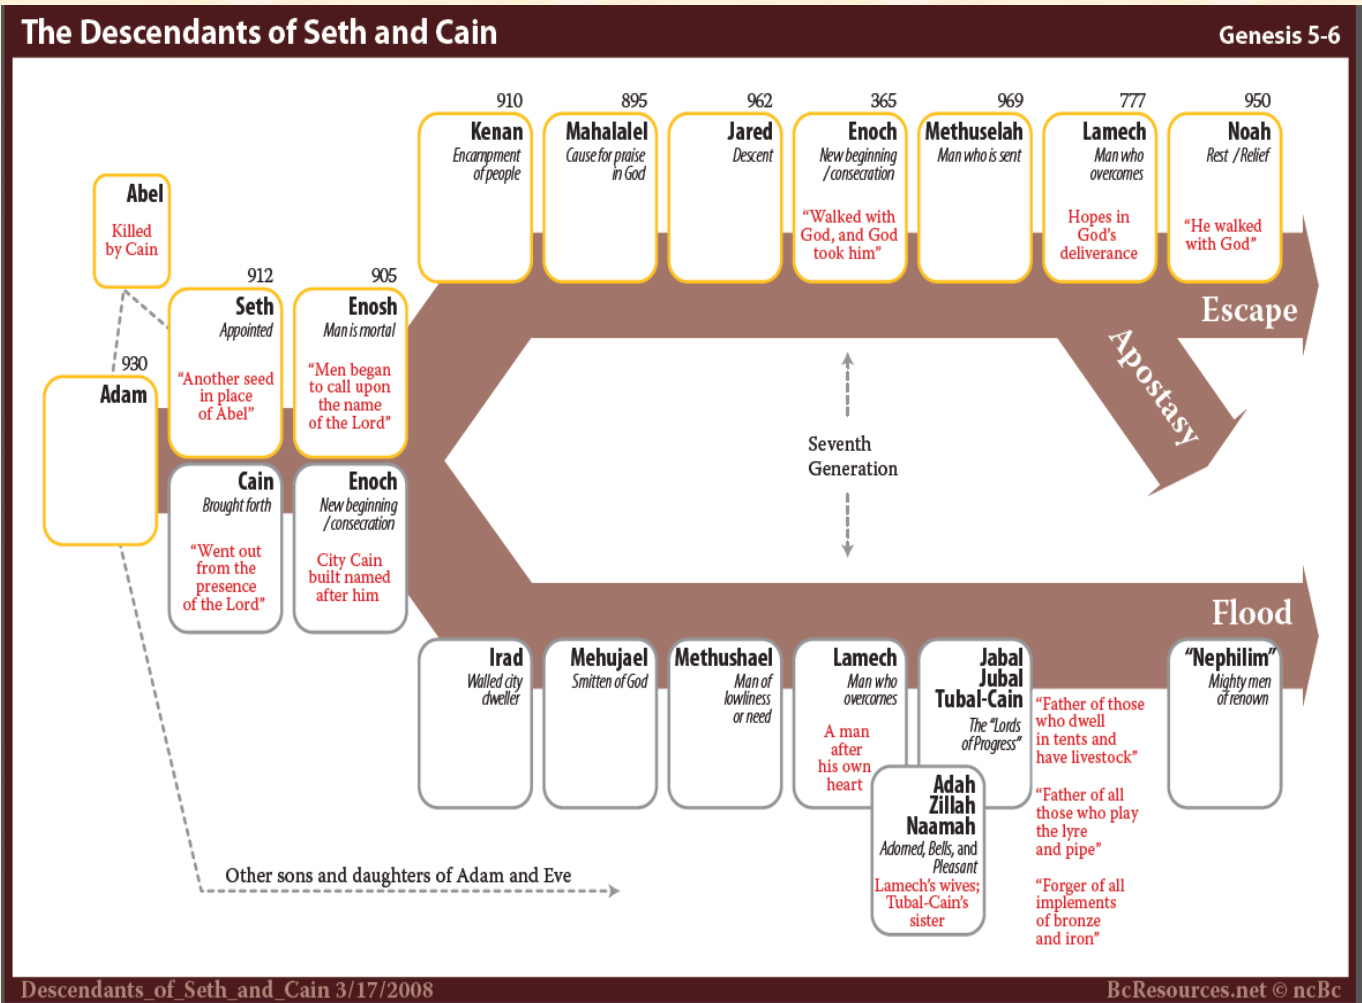 The Descendants of Seth and Cain
Genesis 5-6
910
Kenan
Encampment
of people
895
Mahalalel
Cause for praise
in God
962
Jared
Descent
365
Enoch
New beginning
/consecration
“Walked with
God, and God
took him”
969
Methuselah
Man who is sent
777
Lamech
Man who
overcomes
Hopes in
God’s
deliverance
950
Noah
Rest / Relief
“He walked
with God”
Abel
Killed
by Cain
912
Seth
Appointed
“Another seed
in place
of Abel”
905
Enosh
Man is mortal
“Men began
to call upon
the name
of the Lord”
930
Adam
Escape
Apostasy
Seventh
Generation
Cain
Brought forth
“Went out
from the
presence
of the Lord”
Enoch
New beginning
/consecration
City Cain
built named
after him
Flood
Irad
Walled city
dweller
Mehujael
Smitten of God
Methushael
Man of
lowliness
or need
Lamech
Man who
overcomes
A man
after
his own
heart
Jabal
Jubal
Tubal-Cain
The “Lords
of Progress”
“Father of those
who dwell
in tents and
have livestock”
“Father of all
those who play
the lyre
and pipe”
“Forger of all
implements
of bronze
and iron”
“Nephilim”
Mighty men
of renown
Adah
Zillah
Naamah
Adorned, Bells, and
Pleasant
Lamech’s wives;
Tubal-Cain’s
sister
Other sons and daughters of Adam and Eve
Descendants_of_Seth_and_Cain 3/17/2008
BcResources.net © ncBc